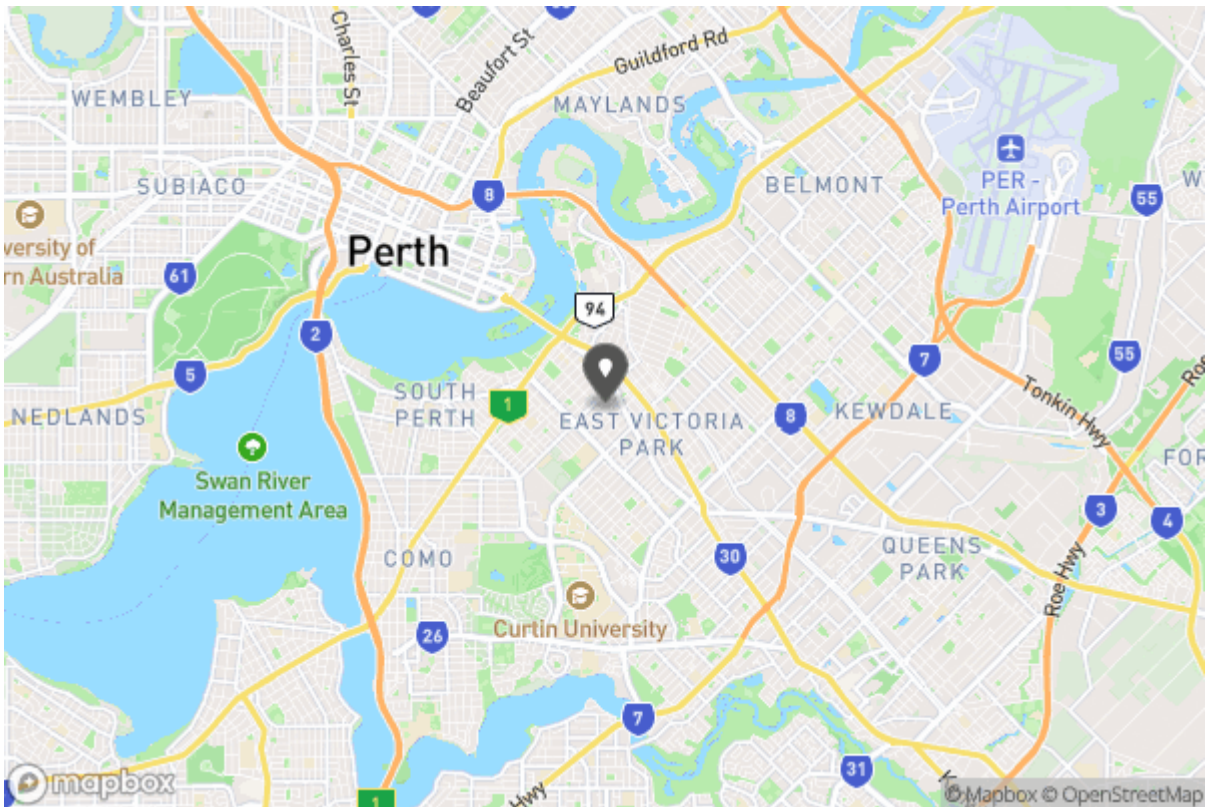 Charles St
Beaufort St
Guildford Rd
WEMBLEY
MAYLANDS
SUBIACO
8
BELMONT
PER -
Perth Airport
55
W
versity of
rn Australia
61
Perth
94
2
5
7
55
Ro
NEDLANDS
SOUTH
PERTH
1
EAST VICTORIA
PARK
8
KEWDALE
Tonkin Hwy
FOR
Swan River
Management Area
3
4
COMO
30
QUEENS
PARK
Roe Hwy
Curtin University
26
7
31
mapbox
1
Hwy
© Mapbox © OpenStreetMap